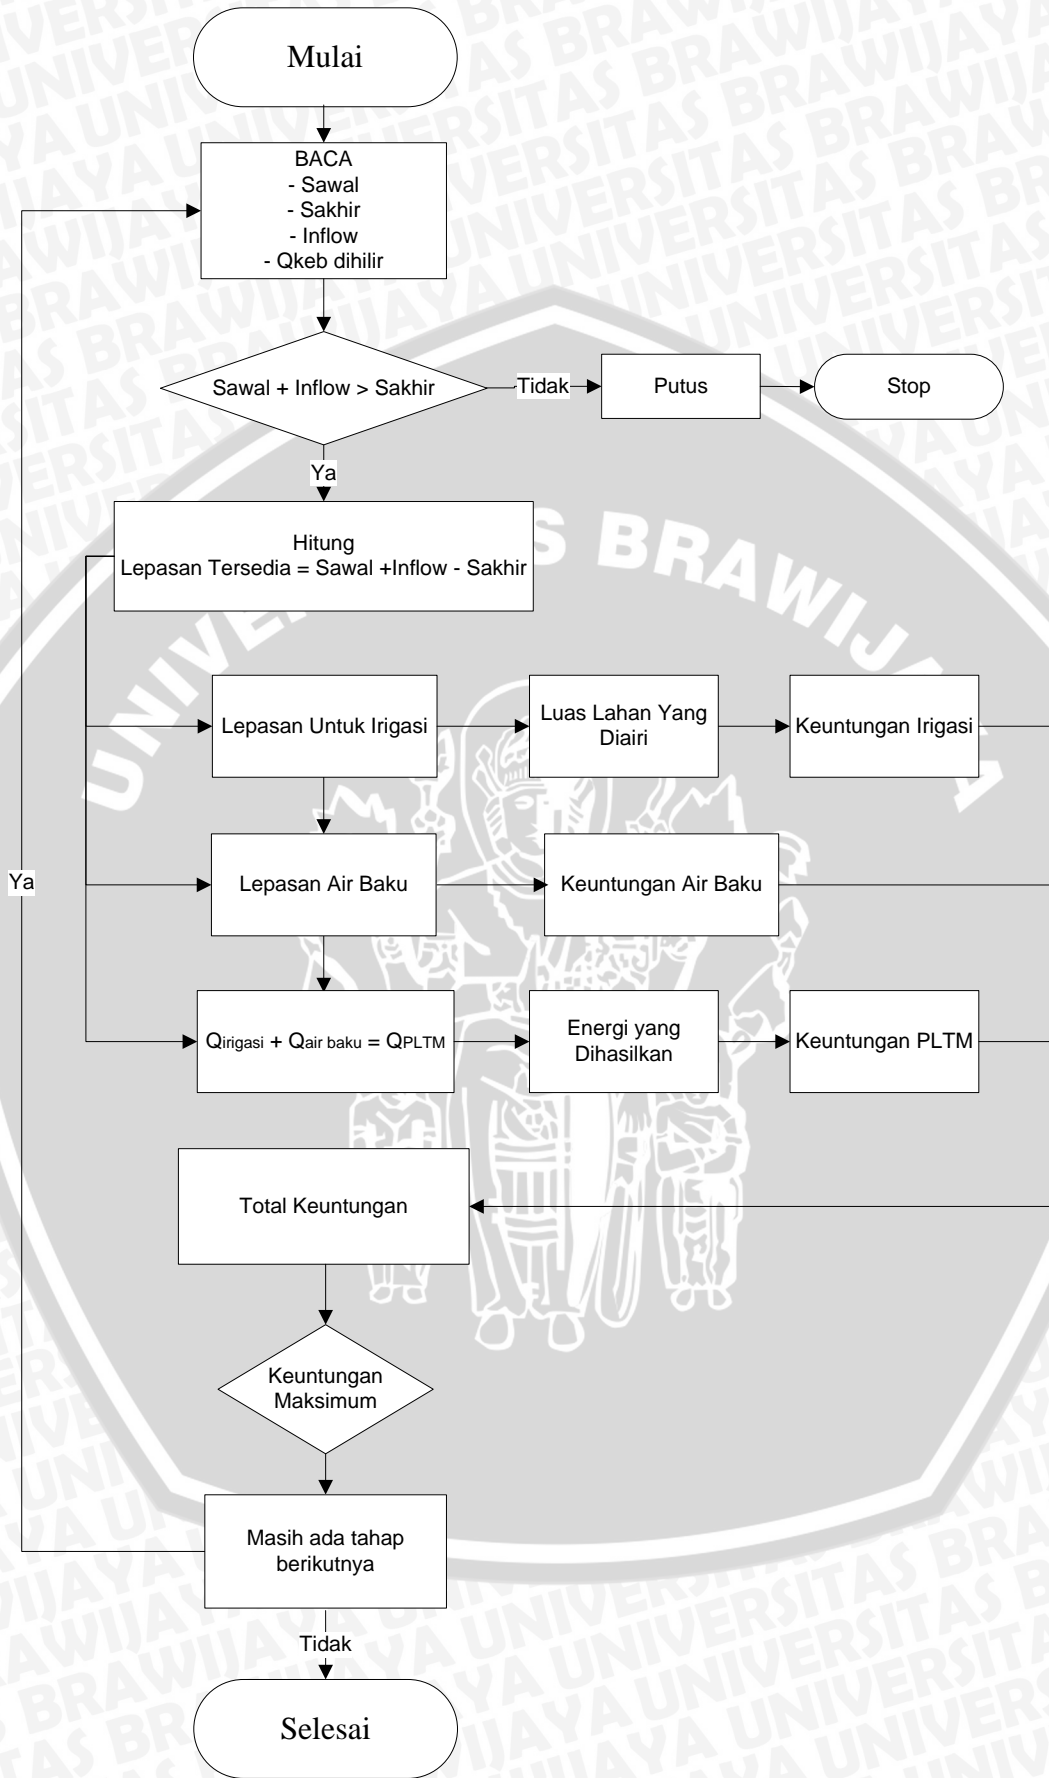 Mulai
BACA
- Sawal
- Sakhir
- Inflow
- Qkeb dihilir
Sawal + Inflow > Sakhir
Tidak
Putus
Stop
Ya
Hitung
Lepasan Tersedia = Sawal +Inflow - Sakhir
Lepasan Untuk Irigasi
Luas Lahan Yang
Diairi
Keuntungan Irigasi
Lepasan Air Baku
Keuntungan Air Baku
Ya
Qirigasi + Qair baku = QPLTM
Energi yang
Dihasilkan
Keuntungan PLTM
Total Keuntungan
Keuntungan
Maksimum
Masih ada tahap
berikutnya
Tidak
Selesai